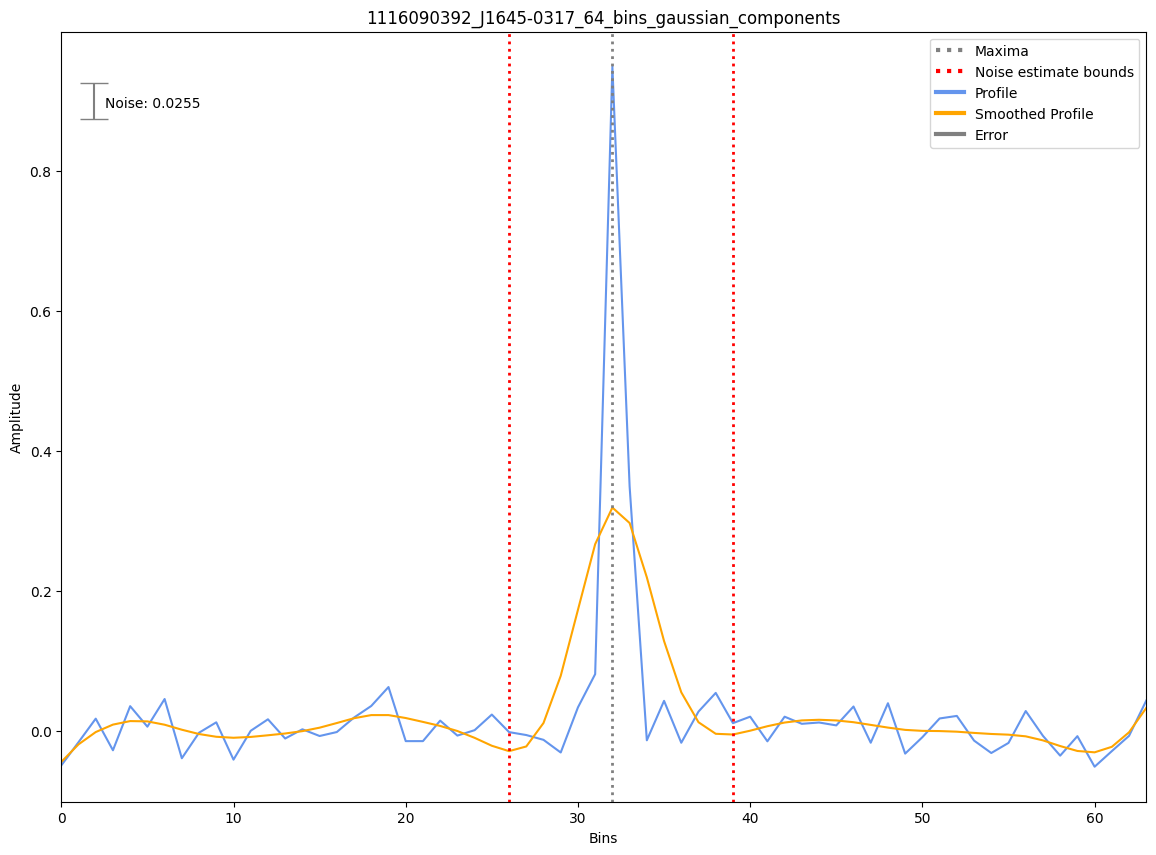 1116090392_J1645-0317_64_bins_gaussian_components
Maxima
Noise estimate bounds
Profile
Smoothed Profile
Error
Noise: 0.0255
Amplitude
0.8
0.6
0.4
0.2
0.0
0 10 20 30 40 50 60
Bins